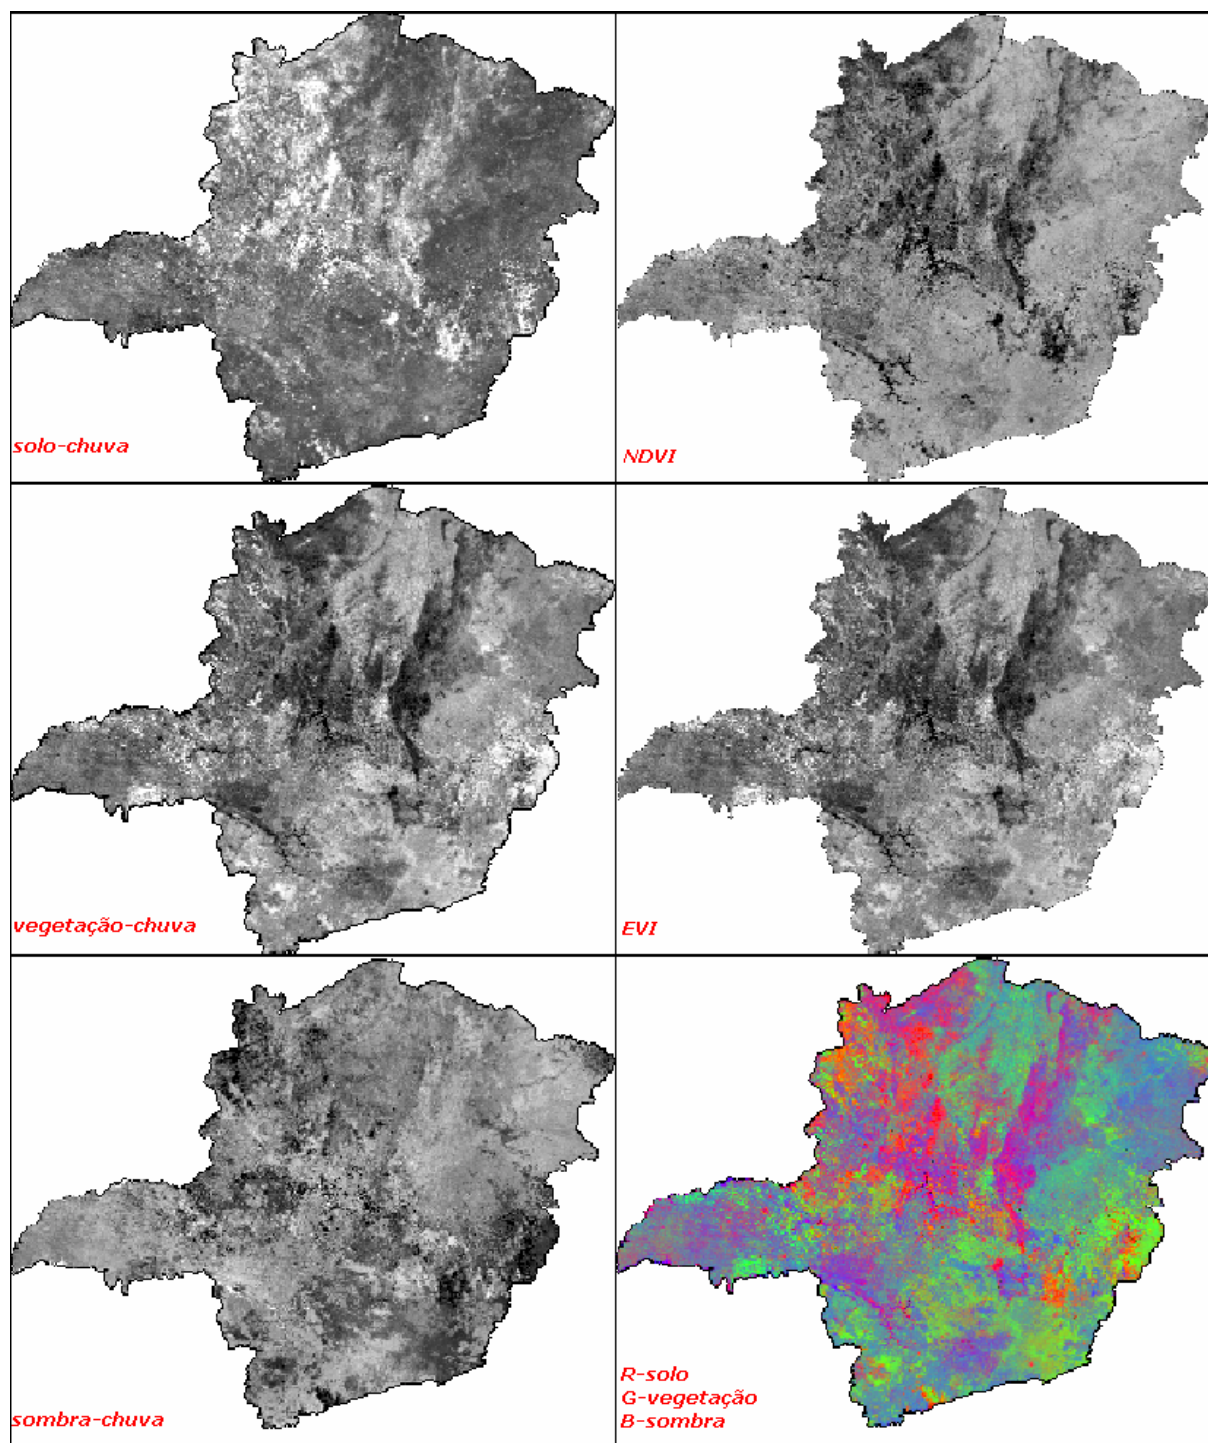 solo-chuva
NDVI
vegetação-chuva
EVI
sombra-chuva
R-solo
G-vegetação
B-sombra